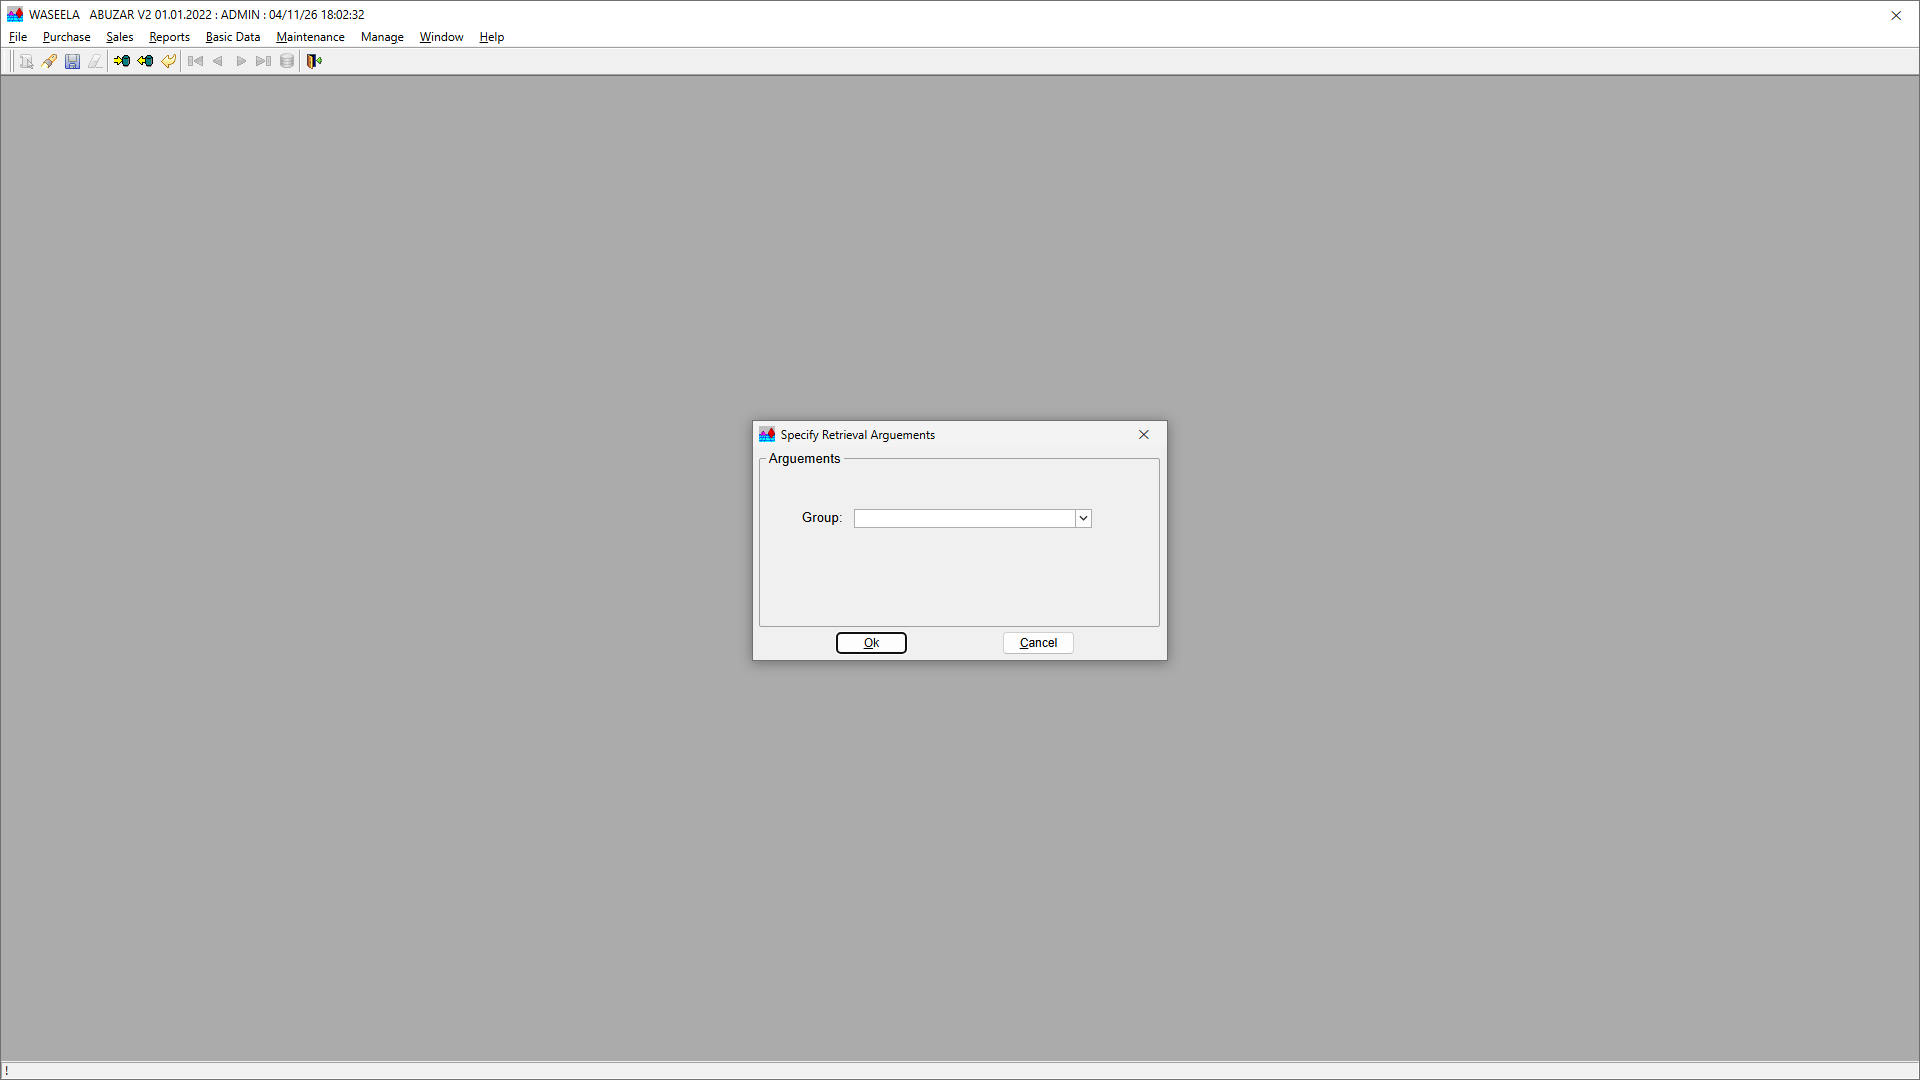 WASEELA   ABUZAR V2 01.01.2022 : ADMIN : 04/11/26 18:02:32
File Purchase Sales Reports Basic Data Maintenance Manage Window Help
Specify Retrieval Arguements
Arguements
Group:
Ok Cancel
!